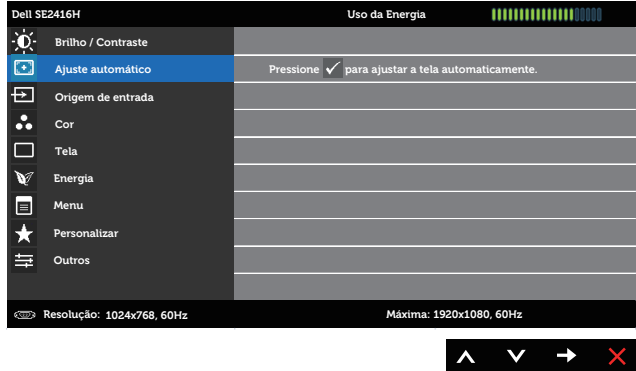 Dell SE2416H Uso da Energia
Brilho / Contraste
Ajuste automático Pressione para ajustar a tela automaticamente.
Origem de entrada
Cor
Tela
Energia
Menu
Personalizar
Outros
Resolução: 1024x768, 60Hz Máxima: 1920x1080, 60Hz